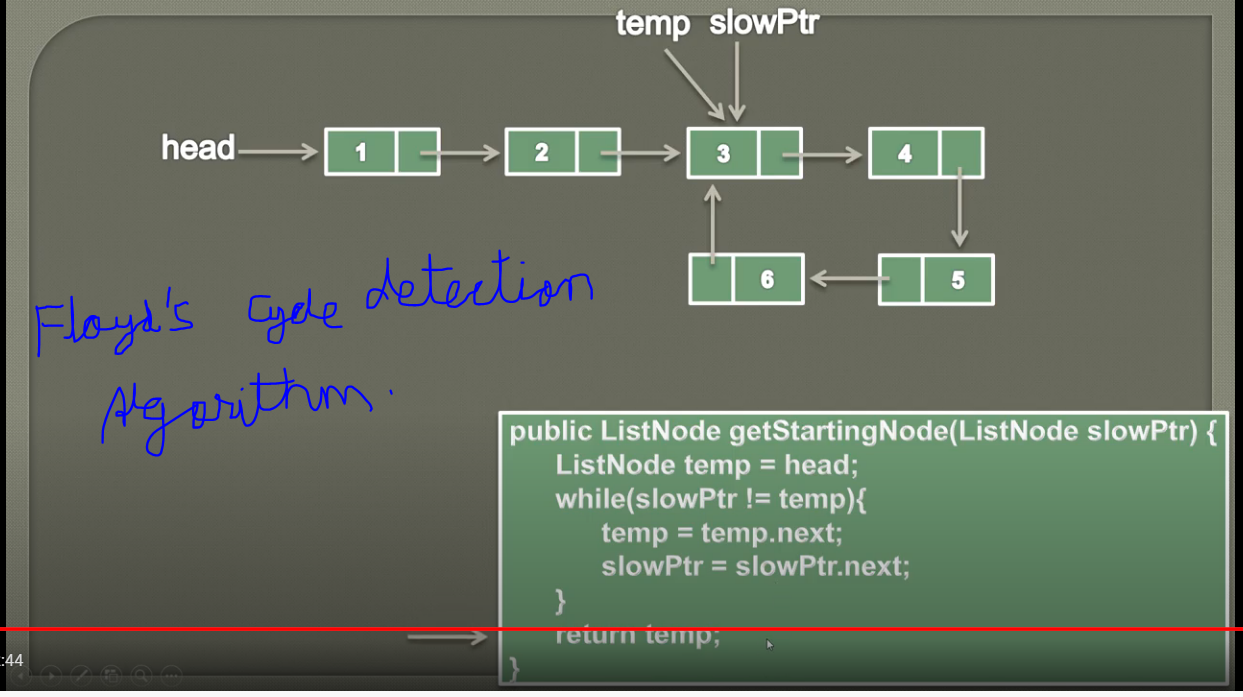 temp slowPtr
head
1
2
3
4
6
5
Floyd's Cycle detection
Algorithm.
public ListNode getStartingNode(ListNode slowPtr) {
ListNode temp = head;
while(slowPtr != temp){
temp = temp.next;
slowPtr = slowPtr.next;
}
return temp;
}
:44